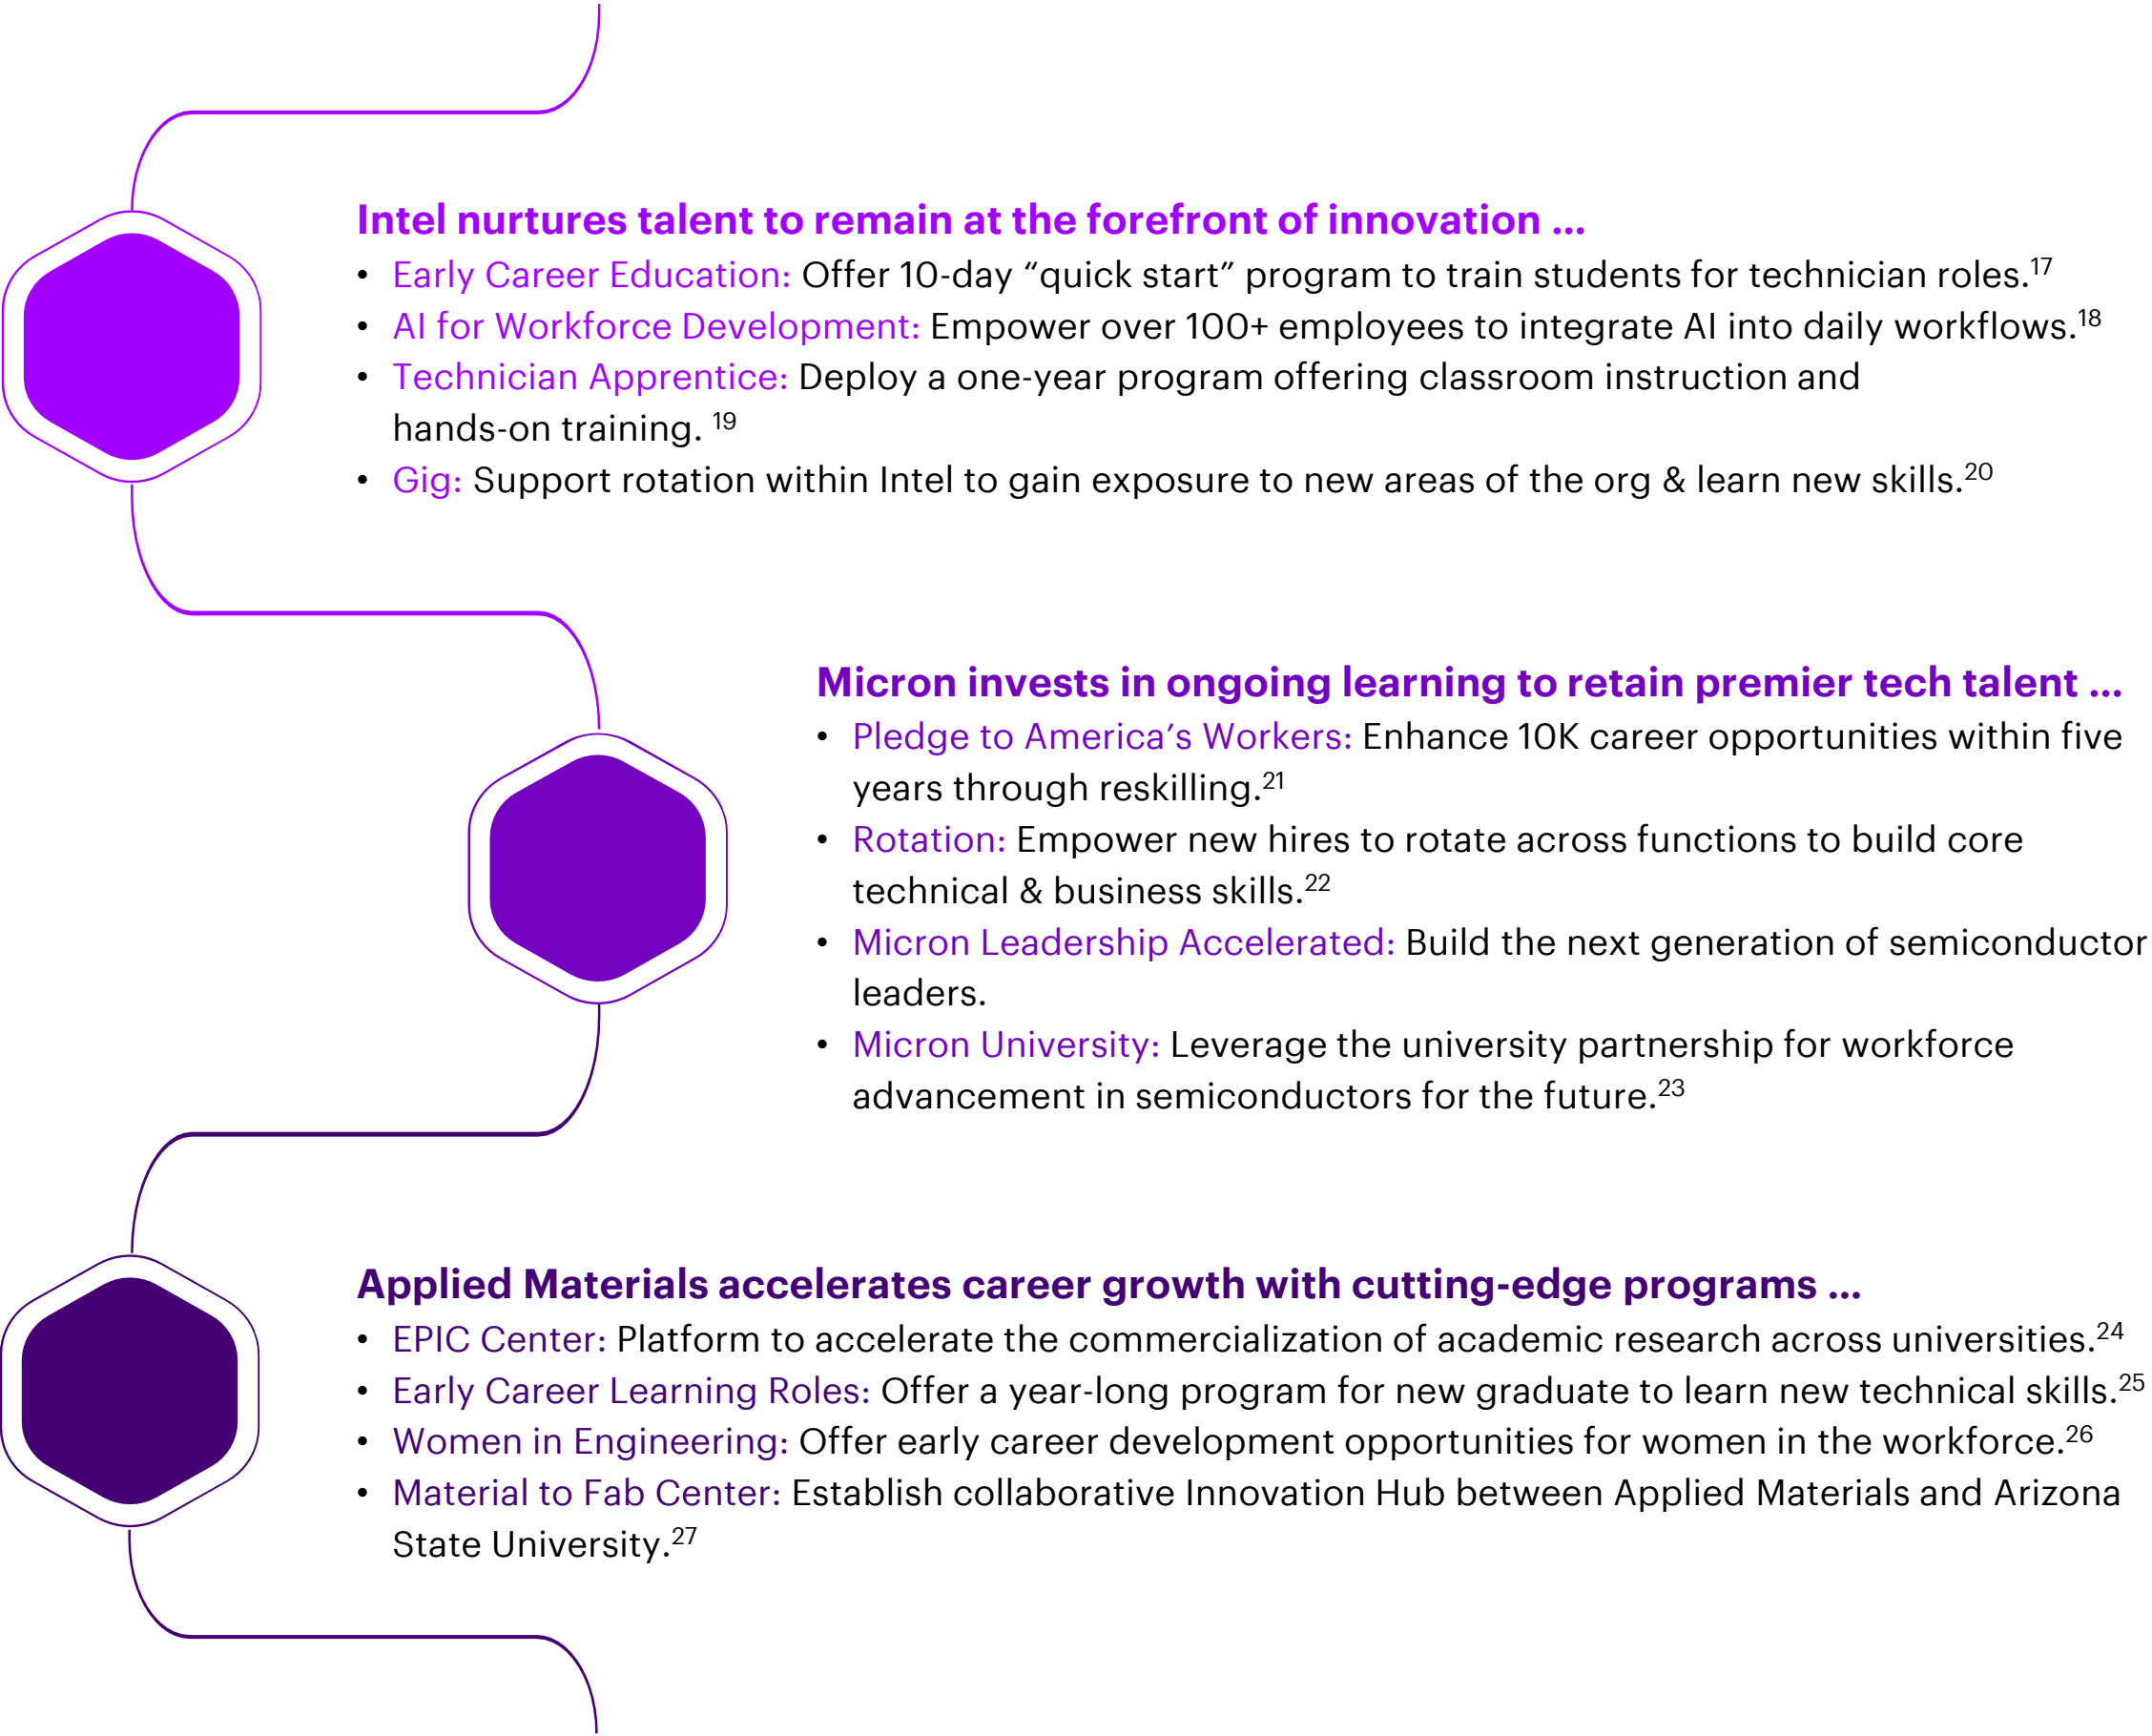 Intel nurtures talent to remain at the forefront of innovation ...
• Early Career Education: Offer 10-day “quick start” program to train students for technician roles.17
• AI for Workforce Development: Empower over 100+ employees to integrate AI into daily workflows.18
• Technician Apprentice: Deploy a one-year program offering classroom instruction and
hands-on training. 19
• Gig: Support rotation within Intel to gain exposure to new areas of the org & learn new skills.20
Micron invests in ongoing learning to retain premier tech talent ...
• Pledge to America’s Workers: Enhance 10K career opportunities within five
years through reskilling.21
• Rotation: Empower new hires to rotate across functions to build core
technical & business skills.22
• Micron Leadership Accelerated: Build the next generation of semiconductor
leaders.
• Micron University: Leverage the university partnership for workforce
advancement in semiconductors for the future.23
Applied Materials accelerates career growth with cutting-edge programs ...
• EPIC Center: Platform to accelerate the commercialization of academic research across universities.24
• Early Career Learning Roles: Offer a year-long program for new graduate to learn new technical skills.25
• Women in Engineering: Offer early career development opportunities for women in the workforce.26
• Material to Fab Center: Establish collaborative Innovation Hub between Applied Materials and Arizona
State University.27